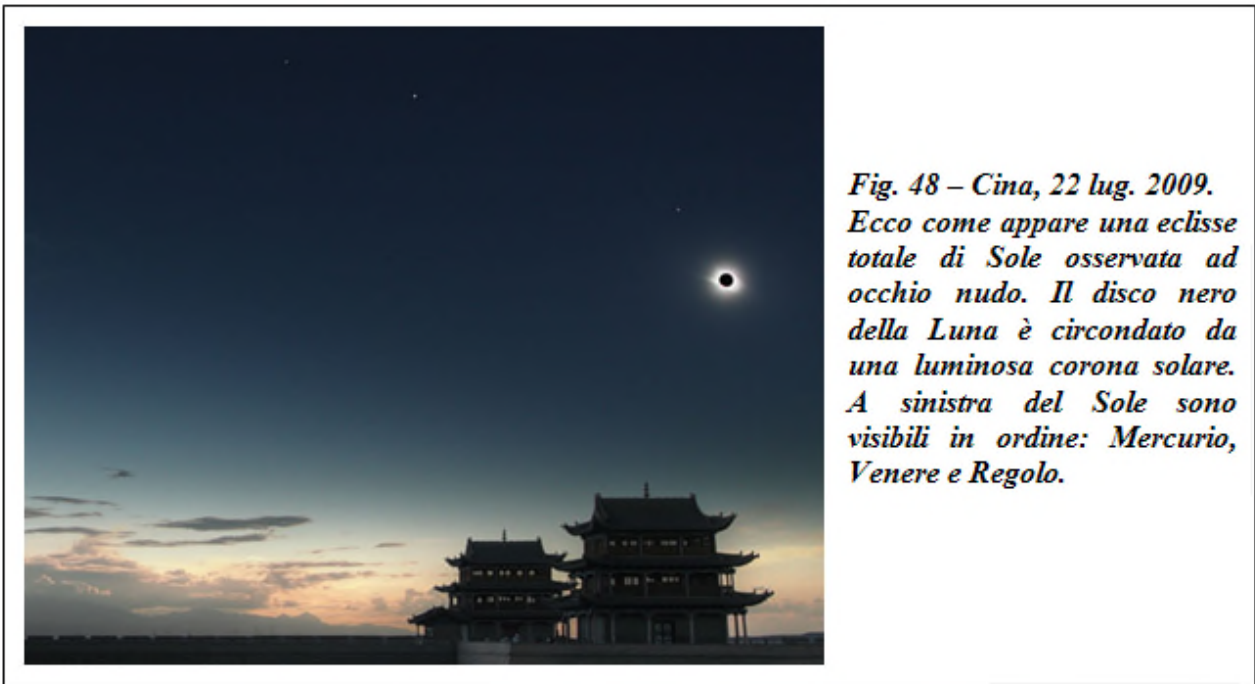 Fig. 48 – Cina, 22 lug. 2009.
Ecco come appare una eclisse
totale di Sole osservata ad
occhio nudo. Il disco nero
della Luna è circondato da
una luminosa corona solare.
A sinistra del Sole sono
visibili in ordine: Mercurio,
Venere e Regolo.